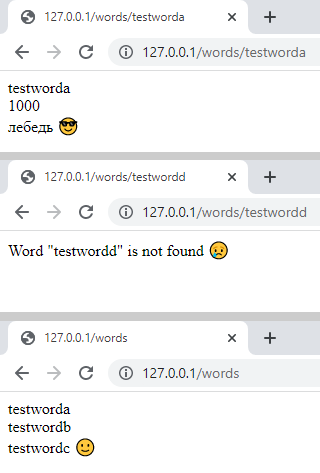 127.0.0.1/words/testworda
127.0.0.1/words/testworda
testworda
1000
лебедь 😎
127.0.0.1/words/testwordd
127.0.0.1/words/testwordd
Word "testwordd" is not found 😥
127.0.0.1/words
127.0.0.1/words
testworda
testwordb
testwordc 🙂